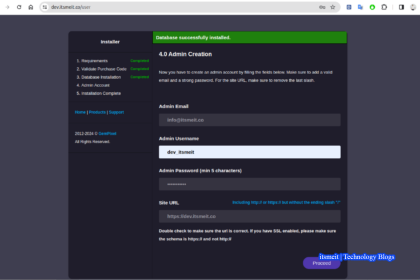 dev.itsmeit.co/user
Installer
1. Requirements Completed
2. Validate Purchase Code Completed
3. Database Installation Completed
4. Admin Account
5. Installation Complete
Home | Products | Support
All Rights Reserved.
Database successfully installed.
4.0 Admin Creation
Now you have to create an admin account by filling the fields below. Make sure to add a valid
email and a strong password. For the site URL, make sure to remove the last slash.
Admin Email
info@itsmeit.co
Admin Username
dev_itsmeit
Admin Password (min 5 characters)
Site URL
Including http:// or https:// but without the ending slash "/"
https://dev.itsmeit.co
Double check to make sure the url is correct. If you have SSL enabled, please make sure
the schema is https:// and not http://
Proceed
itsmeit | Technology Blogs